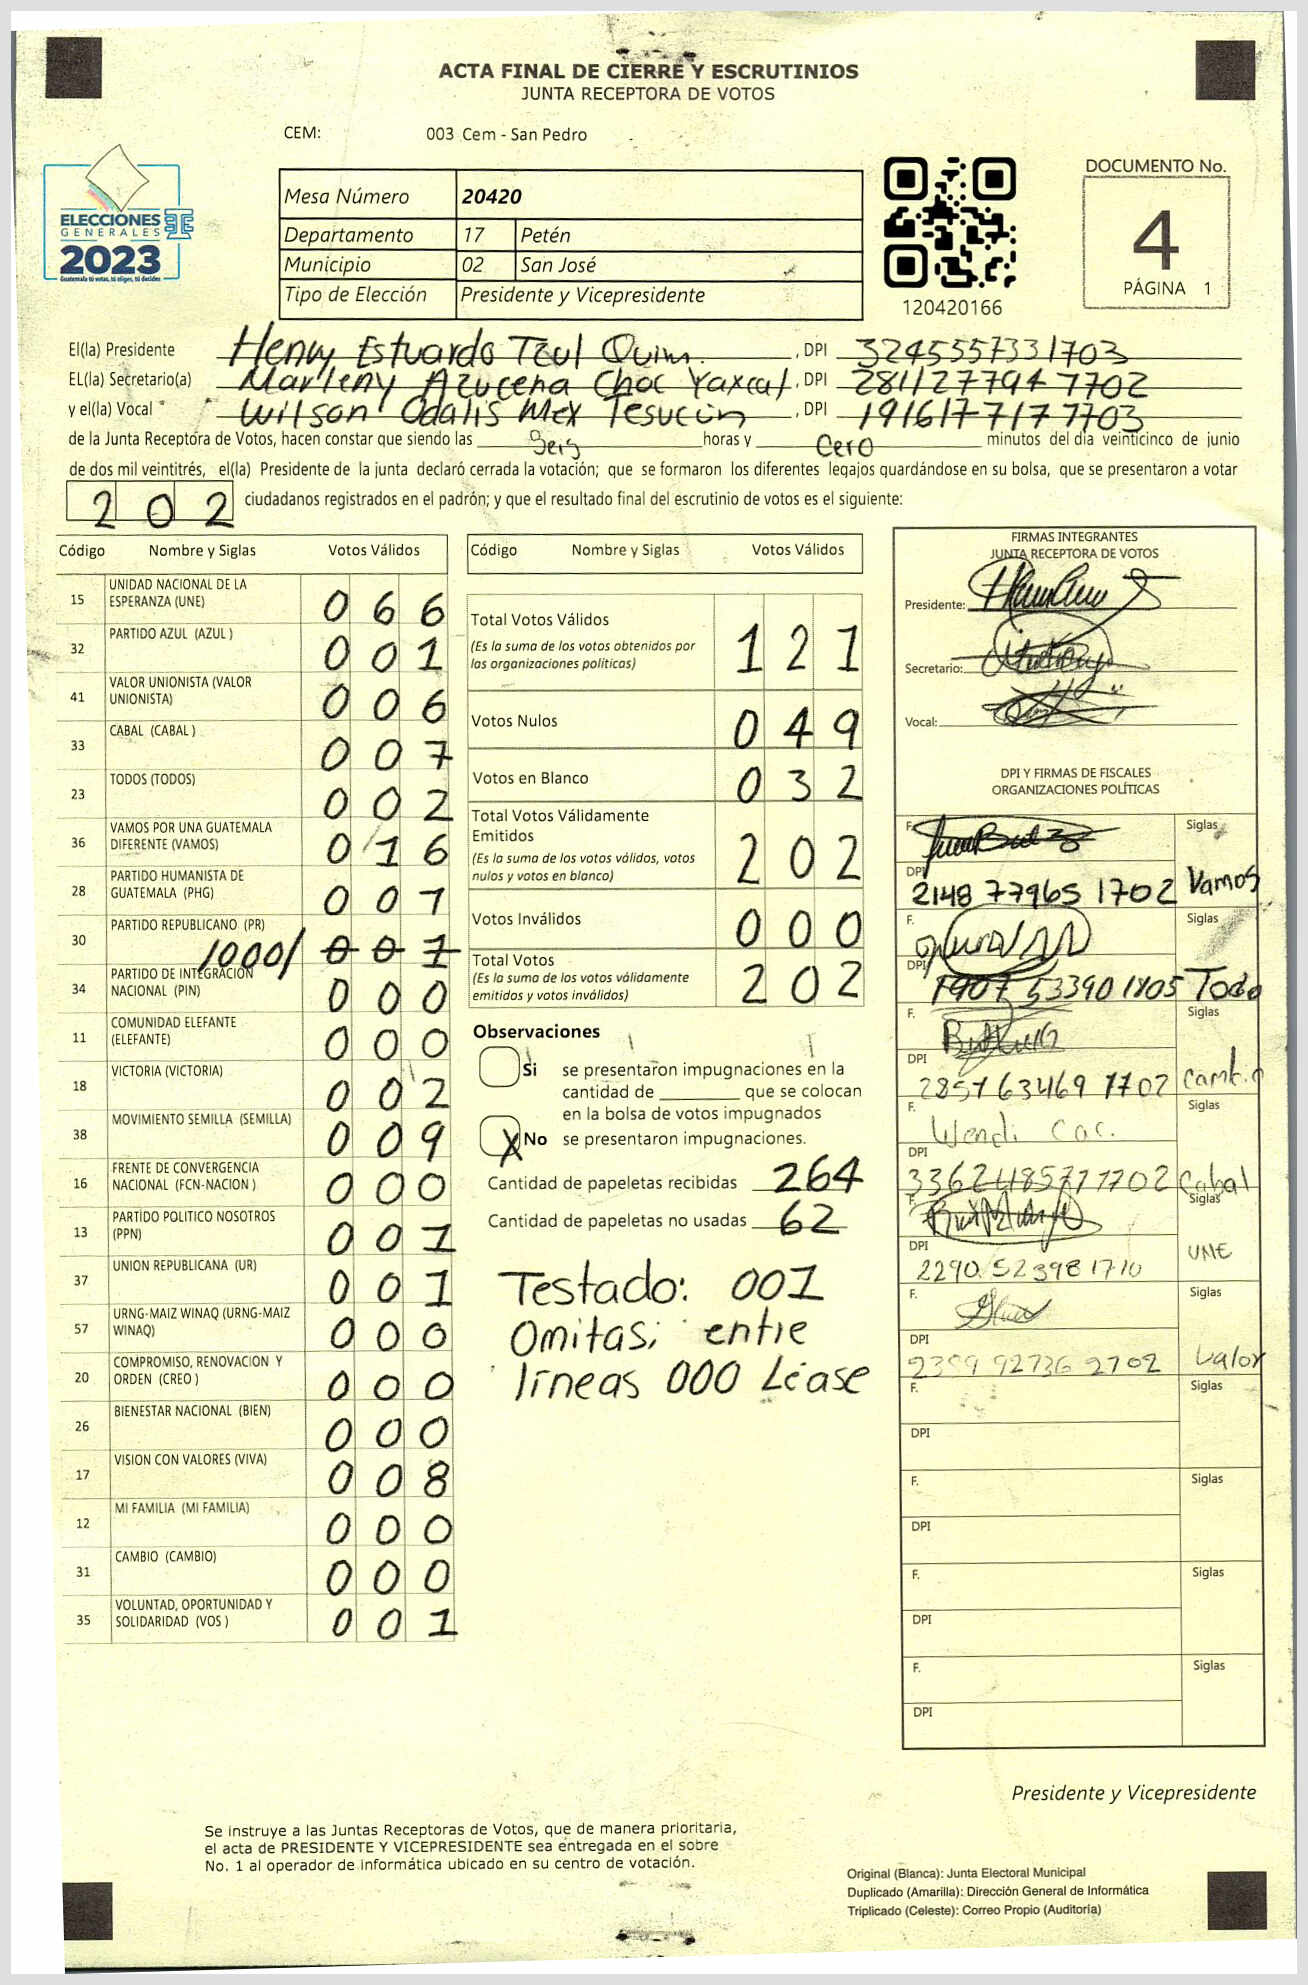 ACTA FINAL DE CIERRE Y ESCRUTINIOS
JUNTA RECEPTORA DE VOTOS
CEM: 003 Cem - San Pedro
ELECCIONES
GENERALES
2023
Guatemala tú votas, tú eliges, tú decides
Mesa Número 20420
Departamento 17 Petén
Municipio 02 San José
Tipo de Elección Presidente y Vicepresidente
120420166
DOCUMENTO No.
4
PÁGINA 1
El(la) Presidente Henry Estuardo Tzul Quim. , DPI 3245557331703
EL(la) Secretario(a) Marleny Azucena Choc Yaxcal , DPI 2811277947702
y el(la) Vocal Wilson Odalis Mex Tesucún , DPI 1916177177703
de la Junta Receptora de Votos, hacen constar que siendo las Seis horas y Cero minutos del día veinticinco de junio
de dos mil veintitrés, el(la) Presidente de la junta declaró cerrada la votación; que se formaron los diferentes legajos quardándose en su bolsa, que se presentaron a votar
202 ciudadanos registrados en el padrón; y que el resultado final del escrutinio de votos es el siguiente:
Código Nombre y Siglas Votos Válidos
15 UNIDAD NACIONAL DE LA ESPERANZA (UNE) 066
32 PARTIDO AZUL (AZUL ) 001
41 VALOR UNIONISTA (VALOR UNIONISTA) 006
33 CABAL (CABAL ) 007
23 TODOS (TODOS) 002
36 VAMOS POR UNA GUATEMALA DIFERENTE (VAMOS) 016
28 PARTIDO HUMANISTA DE GUATEMALA (PHG) 001
30 PARTIDO REPUBLICANO (PR) /000/ 001
34 PARTIDO DE INTEGRACION NACIONAL (PIN) 000
11 COMUNIDAD ELEFANTE (ELEFANTE) 000
18 VICTORIA (VICTORIA) 002
38 MOVIMIENTO SEMILLA (SEMILLA) 009
16 FRENTE DE CONVERGENCIA NACIONAL (FCN-NACION ) 000
13 PARTIDO POLITICO NOSOTROS (PPN) 001
37 UNION REPUBLICANA (UR) 001
57 URNG-MAIZ WINAQ (URNG-MAIZ WINAQ) 000
20 COMPROMISO, RENOVACION Y ORDEN (CREO ) 000
26 BIENESTAR NACIONAL (BIEN) 000
17 VISION CON VALORES (VIVA) 008
12 MI FAMILIA (MI FAMILIA) 000
31 CAMBIO (CAMBIO) 000
35 VOLUNTAD, OPORTUNIDAD Y SOLIDARIDAD (VOS ) 001
Código Nombre y Siglas Votos Válidos
Total Votos Válidos 121
(Es la suma de los votos obtenidos por
las organizaciones políticas)
Votos Nulos 049
Votos en Blanco 032
Total Votos Válidamente
Emitidos 202
(Es la suma de los votos válidos, votos
nulos y votos en blanco)
Votos Inválidos 000
Total Votos 202
(Es la suma de los votos válidamente
emitidos y votos inválidos)
Observaciones
Si se presentaron impugnaciones en la
cantidad de ________ que se colocan
en la bolsa de votos impugnados
X No se presentaron impugnaciones.
Cantidad de papeletas recibidas 264
Cantidad de papeletas no usadas 62
Testado: 001
Omitas; entre
líneas 000 Léase
FIRMAS INTEGRANTES
JUNTA RECEPTORA DE VOTOS
Presidente:
Secretario:
Vocal:
DPI Y FIRMAS DE FISCALES
ORGANIZACIONES POLÍTICAS
F. Siglas
DPI 2148 77965 1702 Vamos
F. Siglas
DPI 1907 53390 1805 Todo
F. Siglas
DPI 2857 63469 1702 Camb.o
F. Wendi Cac. Siglas
DPI 3362485771702 Cabal
F. Siglas
DPI 2290 52398 1710 UNE
F. Siglas
DPI 2399 92736 2702 Valor
F. Siglas
DPI
F. Siglas
DPI
F. Siglas
DPI
F. Siglas
DPI
Presidente y Vicepresidente
Se instruye a las Juntas Receptoras de Votos, que de manera prioritaria,
el acta de PRESIDENTE Y VICEPRESIDENTE sea entregada en el sobre
No. 1 al operador de informática ubicado en su centro de votación.
Original (Blanca): Junta Electoral Municipal
Duplicado (Amarilla): Dirección General de Informática
Triplicado (Celeste): Correo Propio (Auditoría)